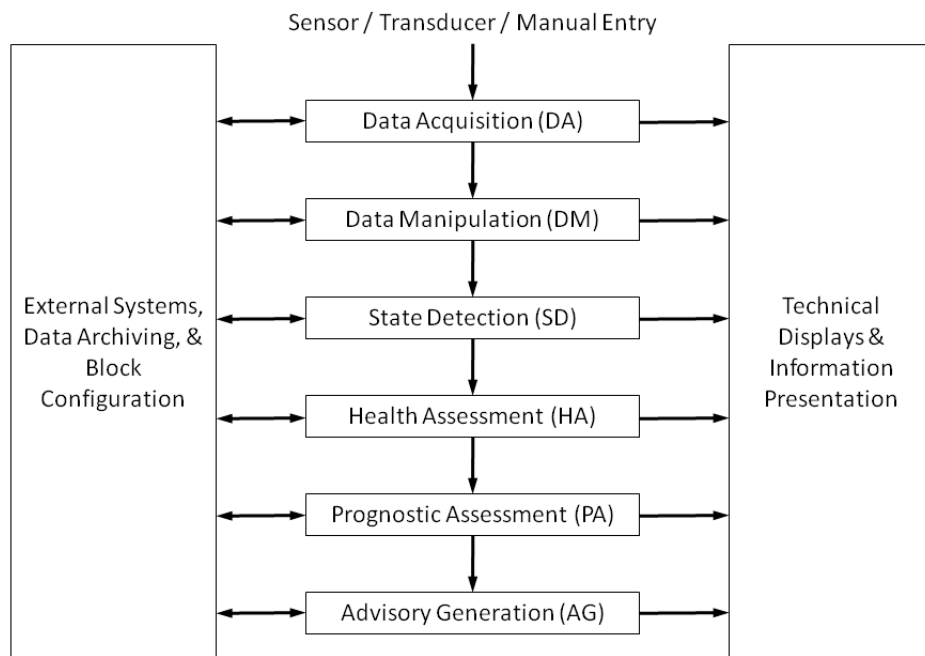 Sensor / Transducer / Manual Entry
Data Acquisition (DA)
Data Manipulation (DM)
State Detection (SD)
Health Assessment (HA)
Prognostic Assessment (PA)
Advisory Generation (AG)
External Systems,
Data Archiving, &
Block
Configuration
Technical
Displays &
Information
Presentation